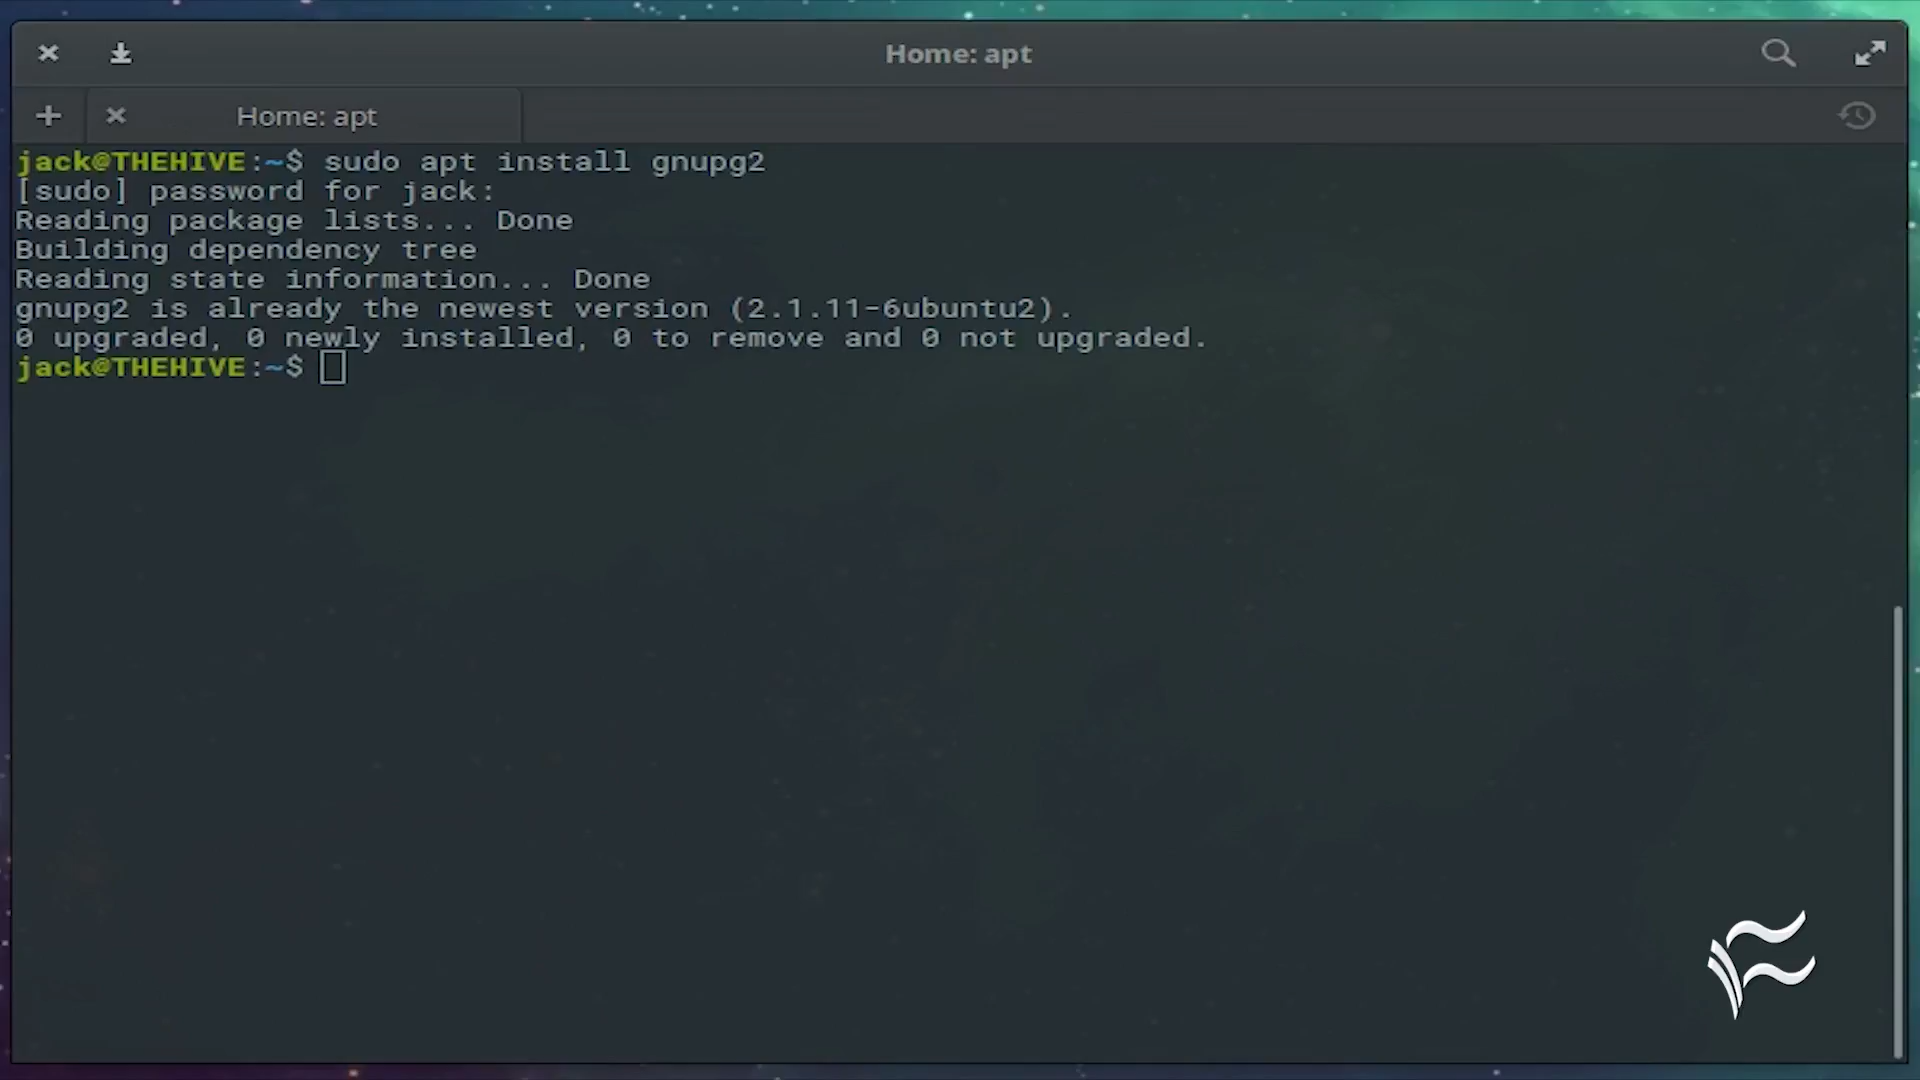 Home: apt
Home: apt
jack@THEHIVE:~$ sudo apt install gnupg2
[sudo] password for jack:
Reading package lists... Done
Building dependency tree
Reading state information... Done
gnupg2 is already the newest version (2.1.11-6ubuntu2).
0 upgraded, 0 newly installed, 0 to remove and 0 not upgraded.
jack@THEHIVE:~$